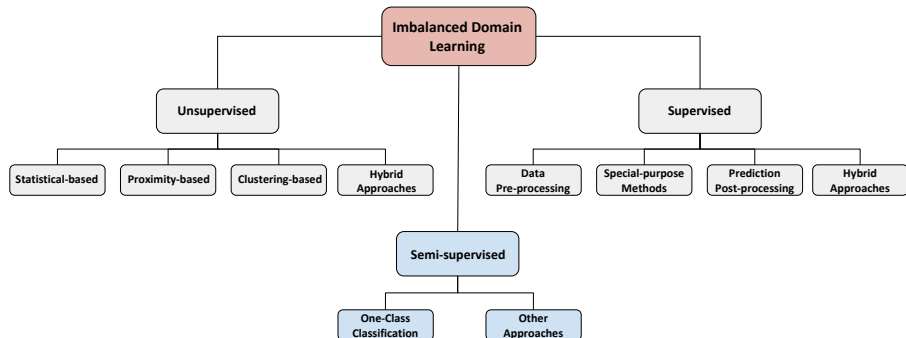 Imbalanced Domain
Learning
Unsupervised
Supervised
Statistical-based
Proximity-based
Clustering-based
Hybrid
Approaches
Data
Pre-processing
Special-purpose
Methods
Prediction
Post-processing
Hybrid
Approaches
Semi-supervised
One-Class
Classification
Other
Approaches